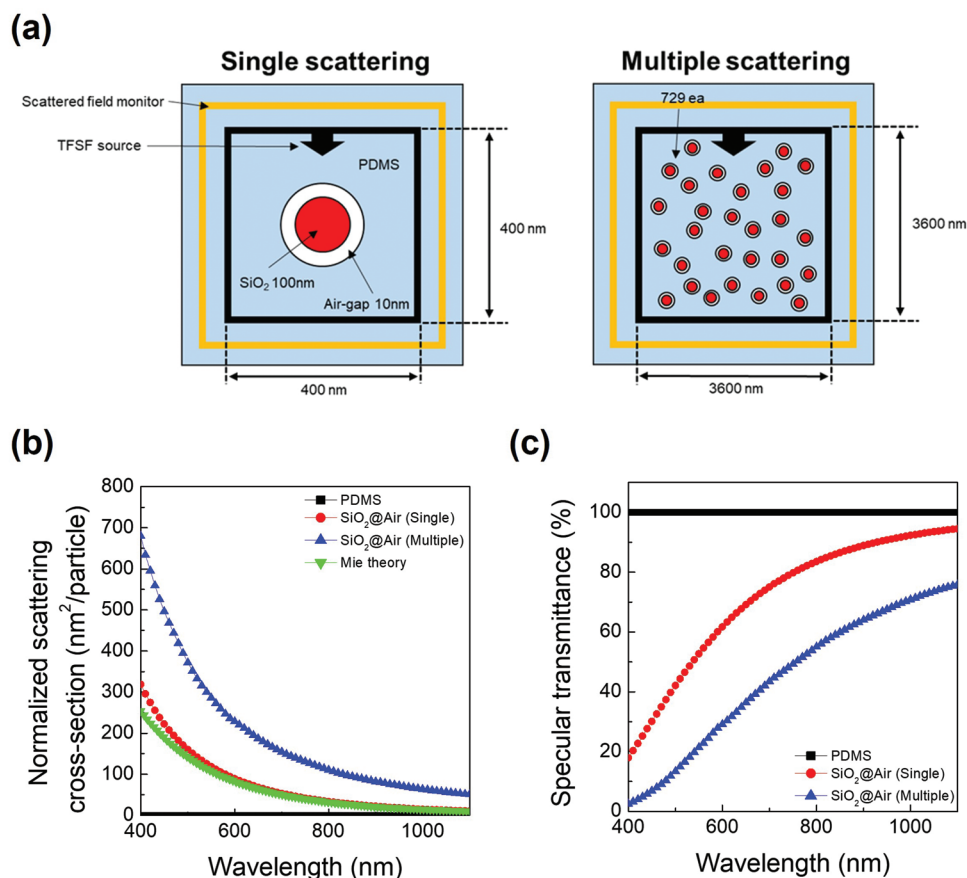 (a)
Single scattering
Multiple scattering
Scattered field monitor
TFSF source
PDMS
SiO₂ 100nm
Air-gap 10nm
400 nm
400 nm
729 ea
3600 nm
3600 nm
(b)
800
700
600
500
400
300
200
100
0
400 600 800 1000
Normalized scattering
cross-section (nm²/particle)
Wavelength (nm)
PDMS
SiO₂@Air (Single)
SiO₂@Air (Multiple)
Mie theory
(c)
100
80
60
40
20
0
400 600 800 1000
Specular transmittance (%)
Wavelength (nm)
PDMS
SiO₂@Air (Single)
SiO₂@Air (Multiple)